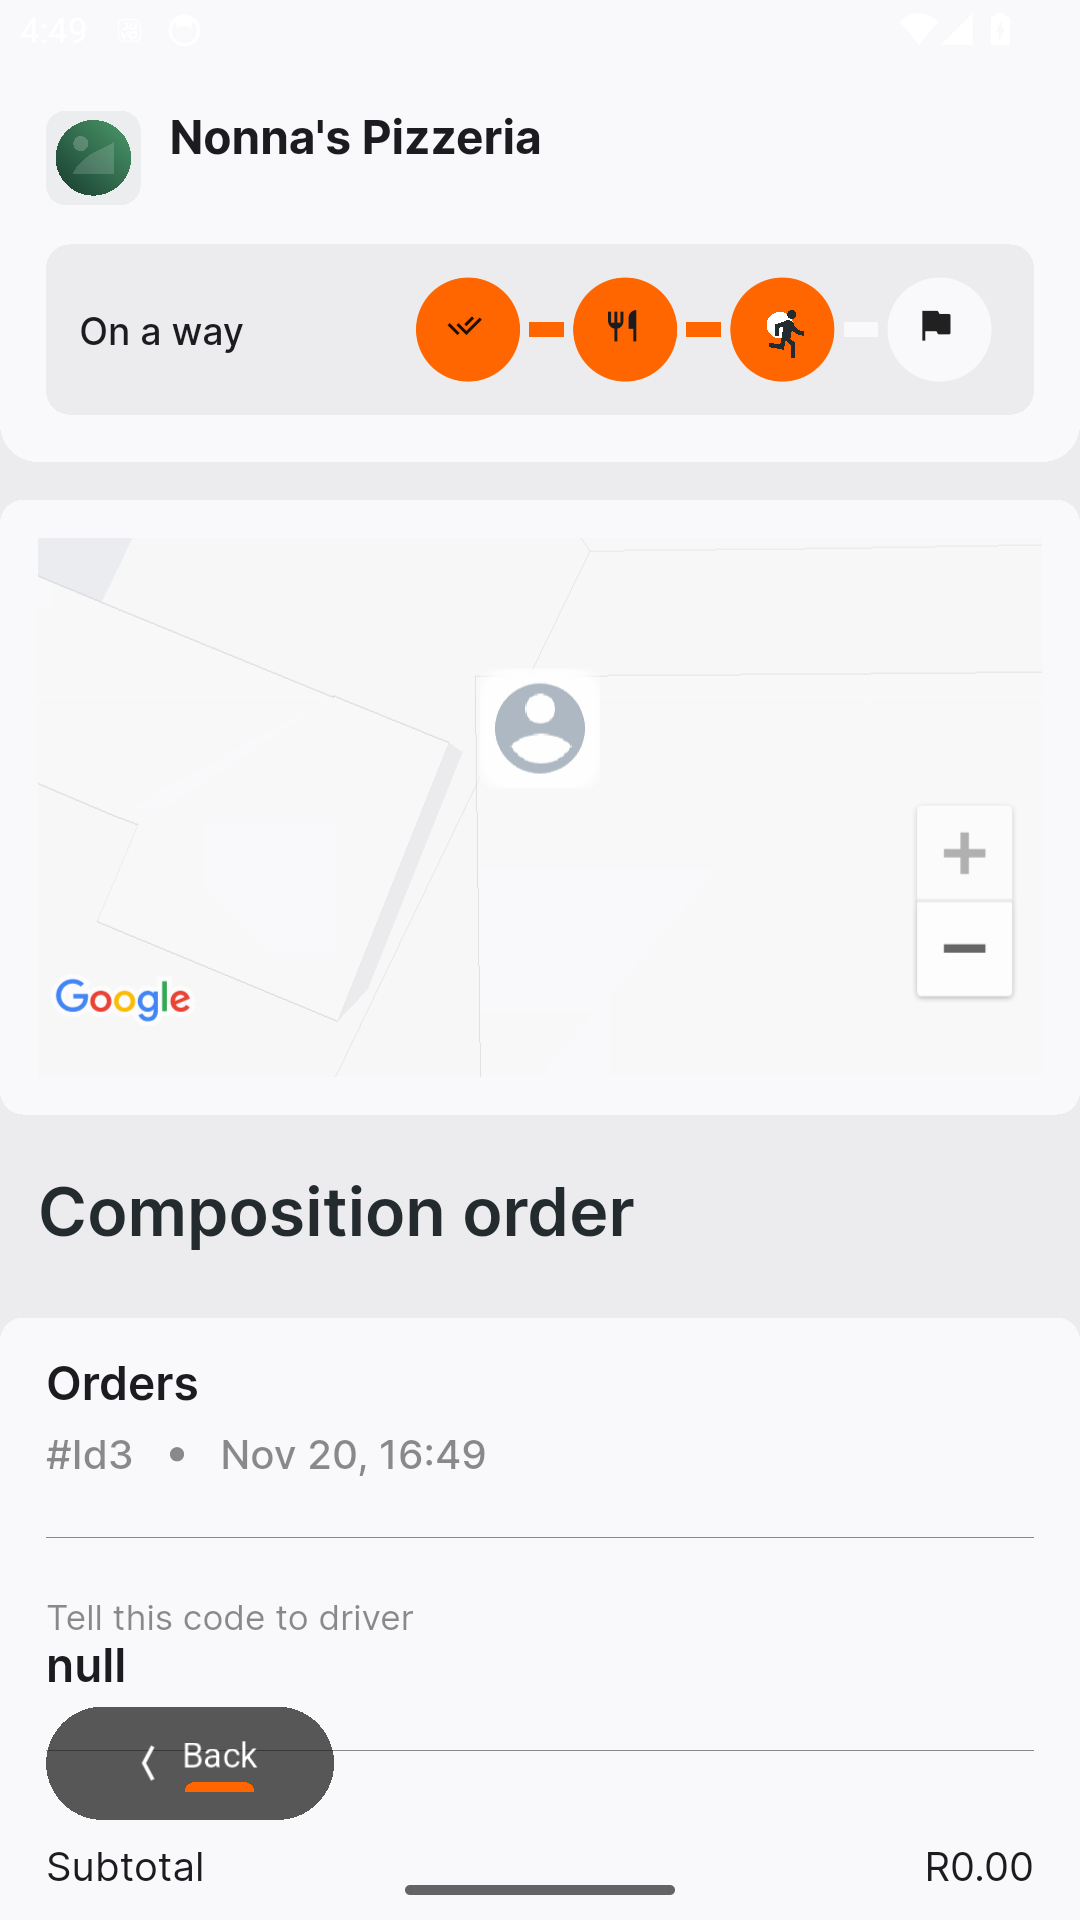 4:49
Nonna's Pizzeria
On a way
Google
Composition order
Orders
#Id3 • Nov 20, 16:49
Tell this code to driver
null
Back
Subtotal R0.00